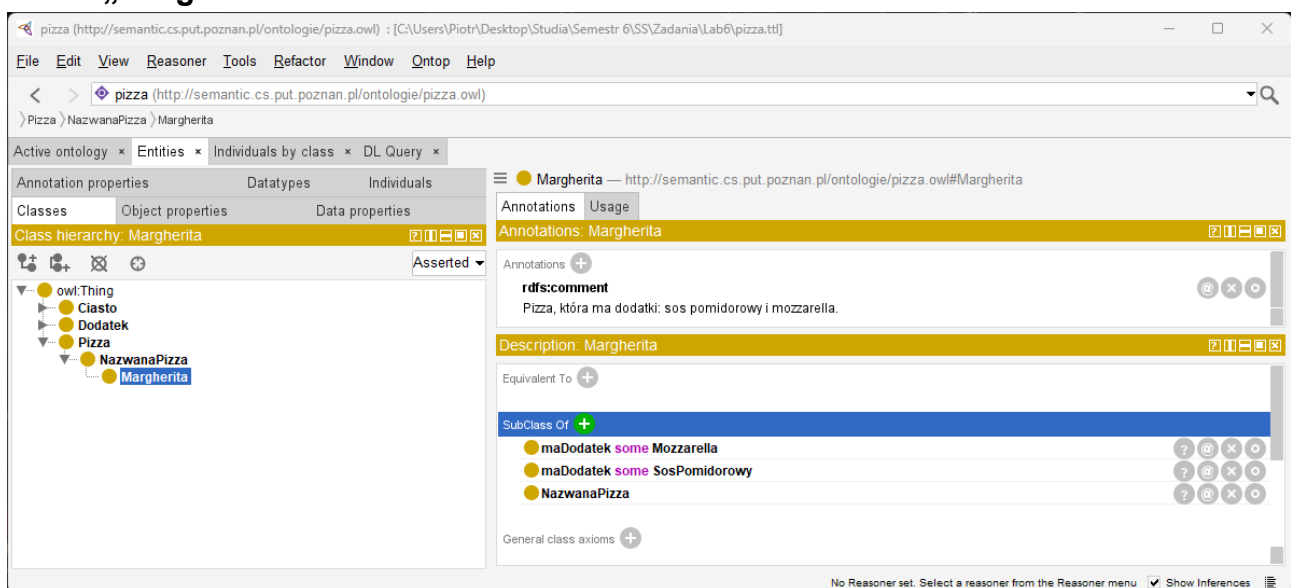 pizza (http://semantic.cs.put.poznan.pl/ontologie/pizza.owl) : [C:\Users\Piotr\Desktop\Studia\Semestr 6\SS\Zadania\Lab6\pizza.ttl]
File Edit View Reasoner Tools Refactor Window Ontop Help
pizza (http://semantic.cs.put.poznan.pl/ontologie/pizza.owl)
Pizza NazwanaPizza Margherita
Active ontology × Entities × Individuals by class × DL Query ×
Annotation properties Datatypes Individuals
Classes Object properties Data properties
Class hierarchy: Margherita
Asserted
owl:Thing
Ciasto
Dodatek
Pizza
NazwanaPizza
Margherita
Margherita — http://semantic.cs.put.poznan.pl/ontologie/pizza.owl#Margherita
Annotations Usage
Annotations: Margherita
Annotations
rdfs:comment
Pizza, która ma dodatki: sos pomidorowy i mozzarella.
Description: Margherita
Equivalent To
SubClass Of
maDodatek some Mozzarella
maDodatek some SosPomidorowy
NazwanaPizza
General class axioms
No Reasoner set. Select a reasoner from the Reasoner menu Show Inferences